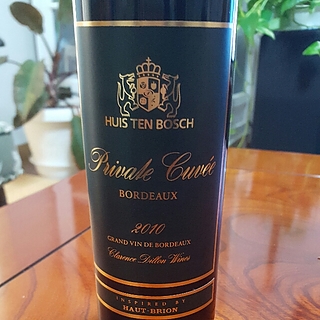 HUIS TEN BOSCH
Private Cuvée
BORDEAUX
2010
GRAND VIN DE BORDEAUX
Clarence Dillon Wines
INSPIRED BY
HAUT-BRION